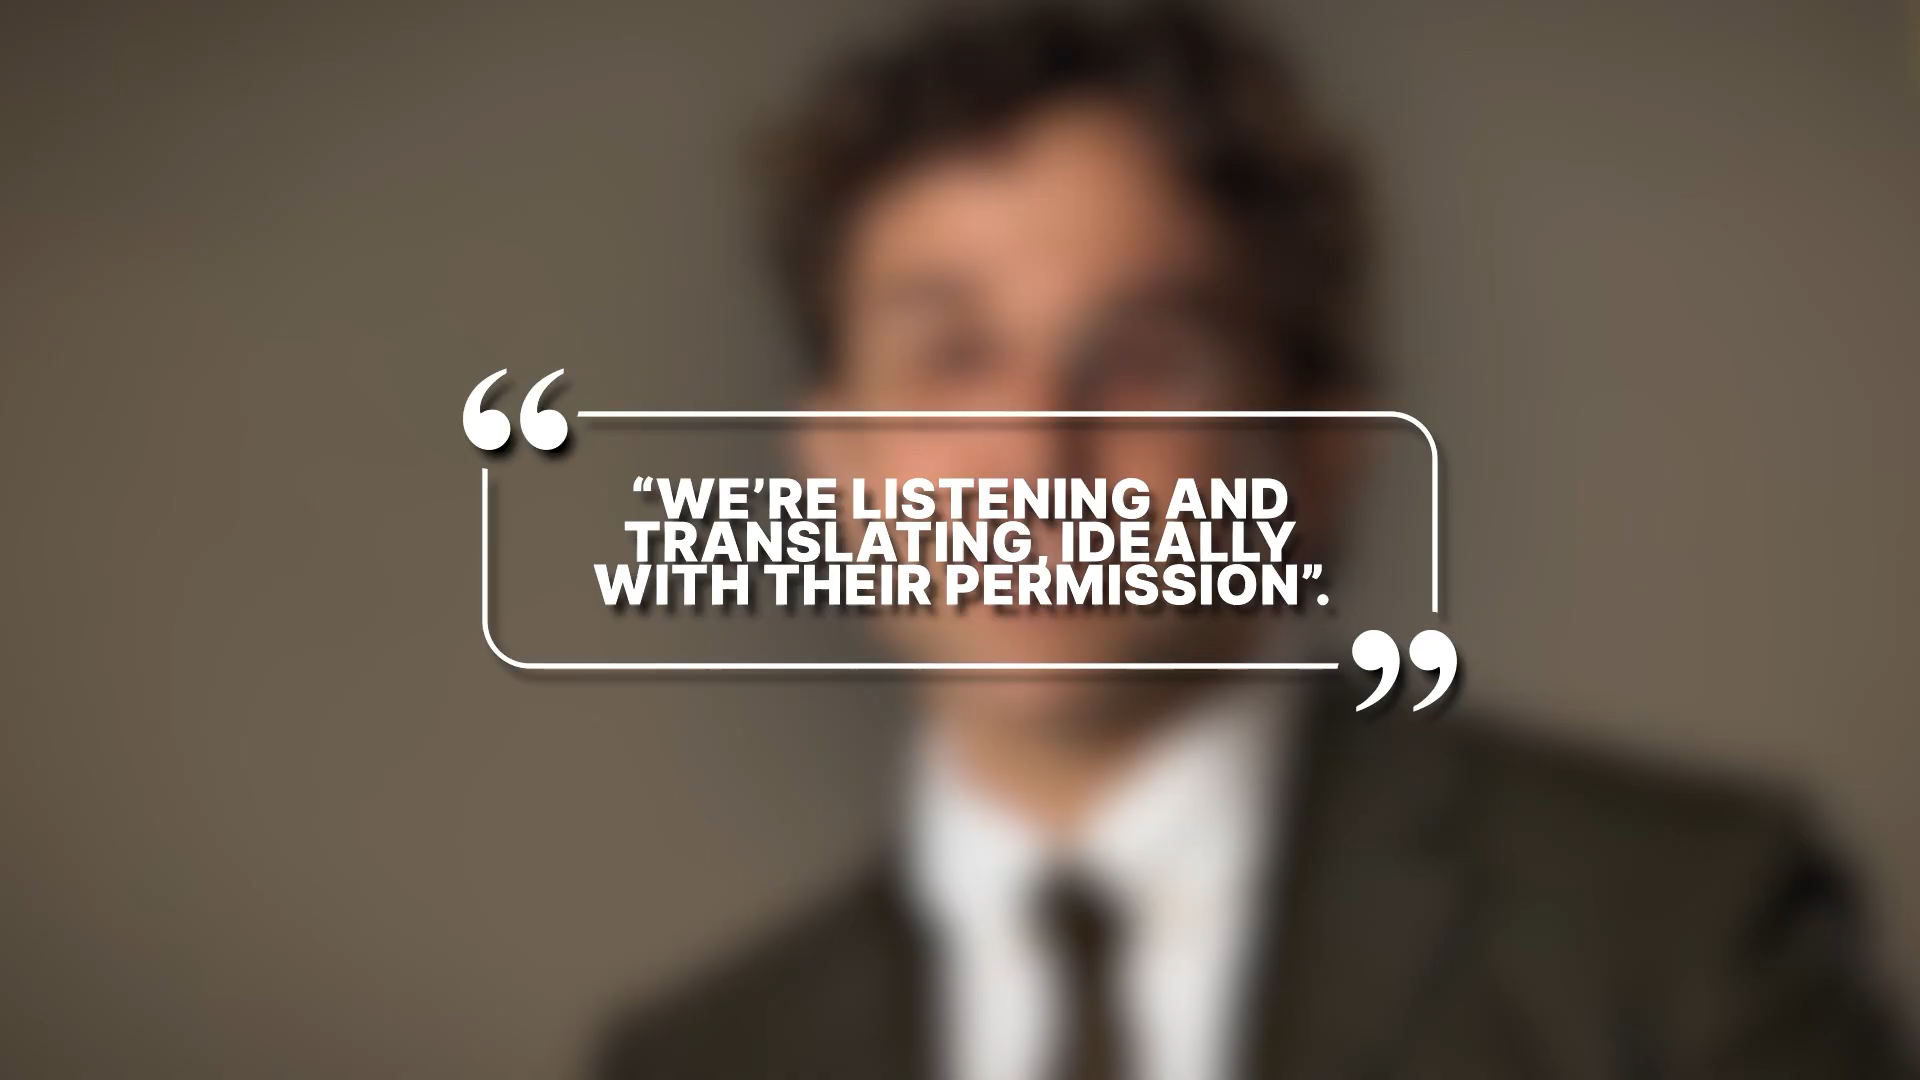 “WE’RE LISTENING AND
TRANSLATING, IDEALLY
WITH THEIR PERMISSION”.